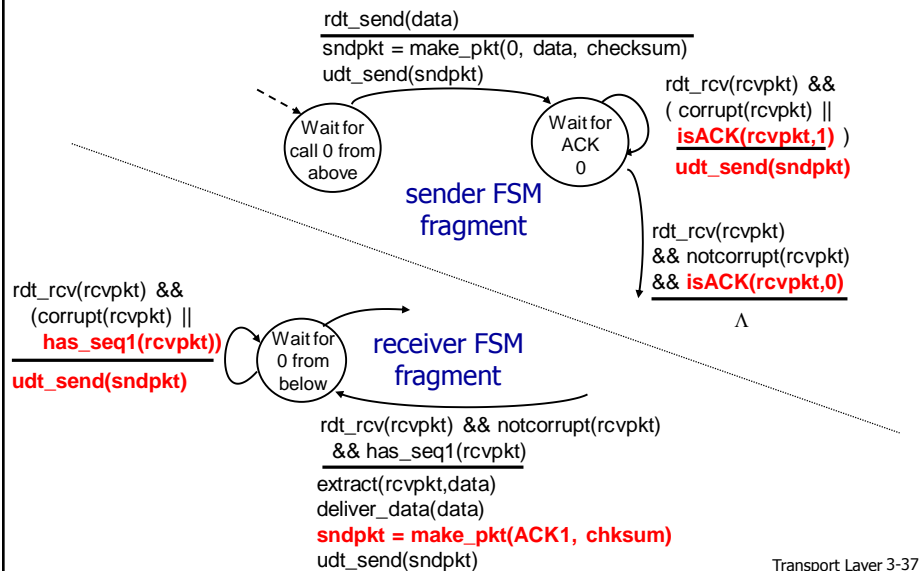 rdt_send(data)
sndpkt = make_pkt(0, data, checksum)
udt_send(sndpkt)
Wait for
call 0 from
above
Wait for
ACK
0
rdt_rcv(rcvpkt) &&
( corrupt(rcvpkt) ||
isACK(rcvpkt,1) )
udt_send(sndpkt)
sender FSM
fragment
rdt_rcv(rcvpkt)
&& notcorrupt(rcvpkt)
&& isACK(rcvpkt,0)
Λ
rdt_rcv(rcvpkt) &&
(corrupt(rcvpkt) ||
has_seq1(rcvpkt))
udt_send(sndpkt)
Wait for
0 from
below
receiver FSM
fragment
rdt_rcv(rcvpkt) && notcorrupt(rcvpkt)
&& has_seq1(rcvpkt)
extract(rcvpkt,data)
deliver_data(data)
sndpkt = make_pkt(ACK1, chksum)
udt_send(sndpkt)
Transport Layer 3-37